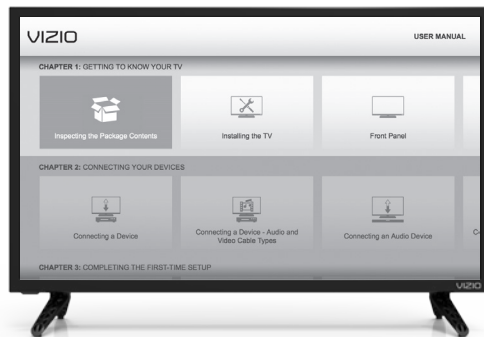 VIZIO
USER MANUAL
CHAPTER 1: GETTING TO KNOW YOUR TV
Inspecting the Package Contents
Installing the TV
Front Panel
CHAPTER 2: CONNECTING YOUR DEVICES
Connecting a Device
Connecting a Device - Audio and
Video Cable Types
Connecting an Audio Device
CHAPTER 3: COMPLETING THE FIRST-TIME SETUP
VIZIO